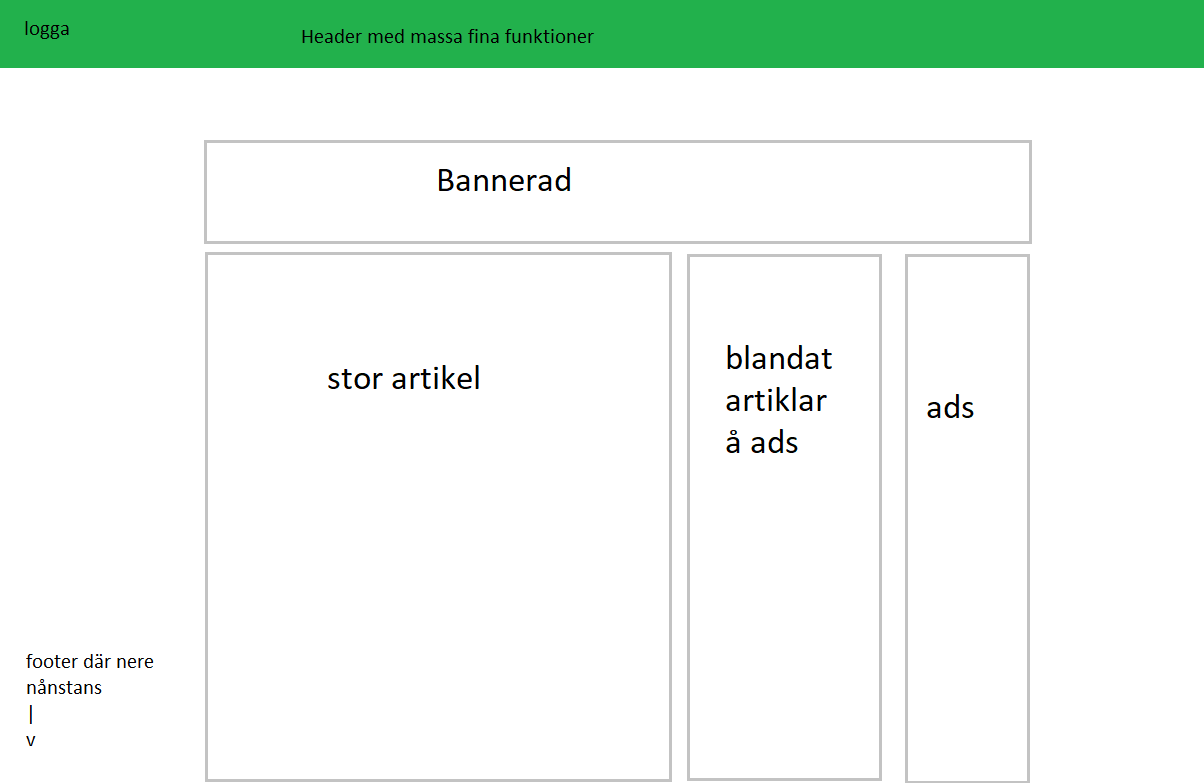 logga
Header med massa fina funktioner
Bannerad
stor artikel
blandat
artiklar
å ads
ads
footer där nere
nånstans
|
v